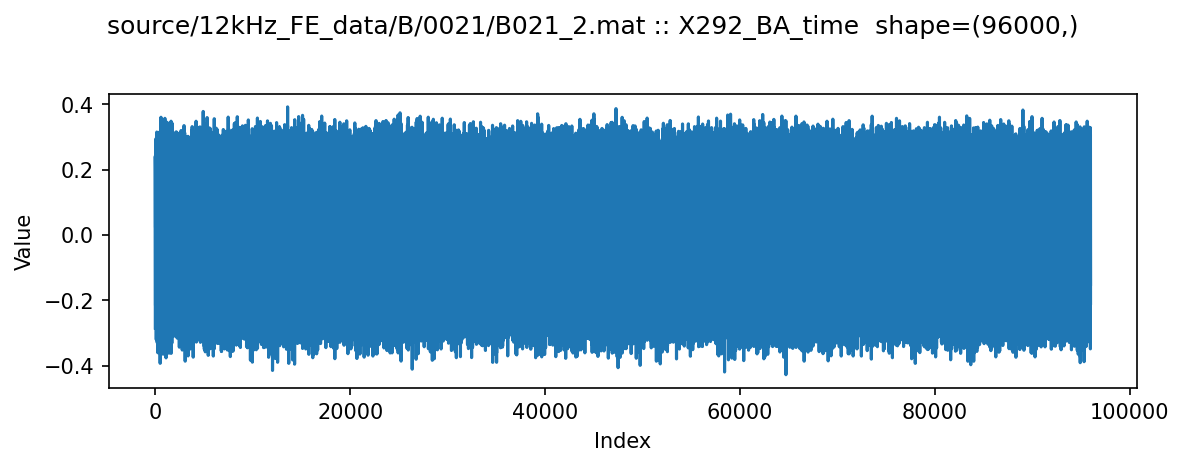 source/12kHz_FE_data/B/0021/B021_2.mat :: X292_BA_time  shape=(96000,)
0.4
0.2
0.0
−0.2
−0.4
Value
0 20000 40000 60000 80000 100000
Index